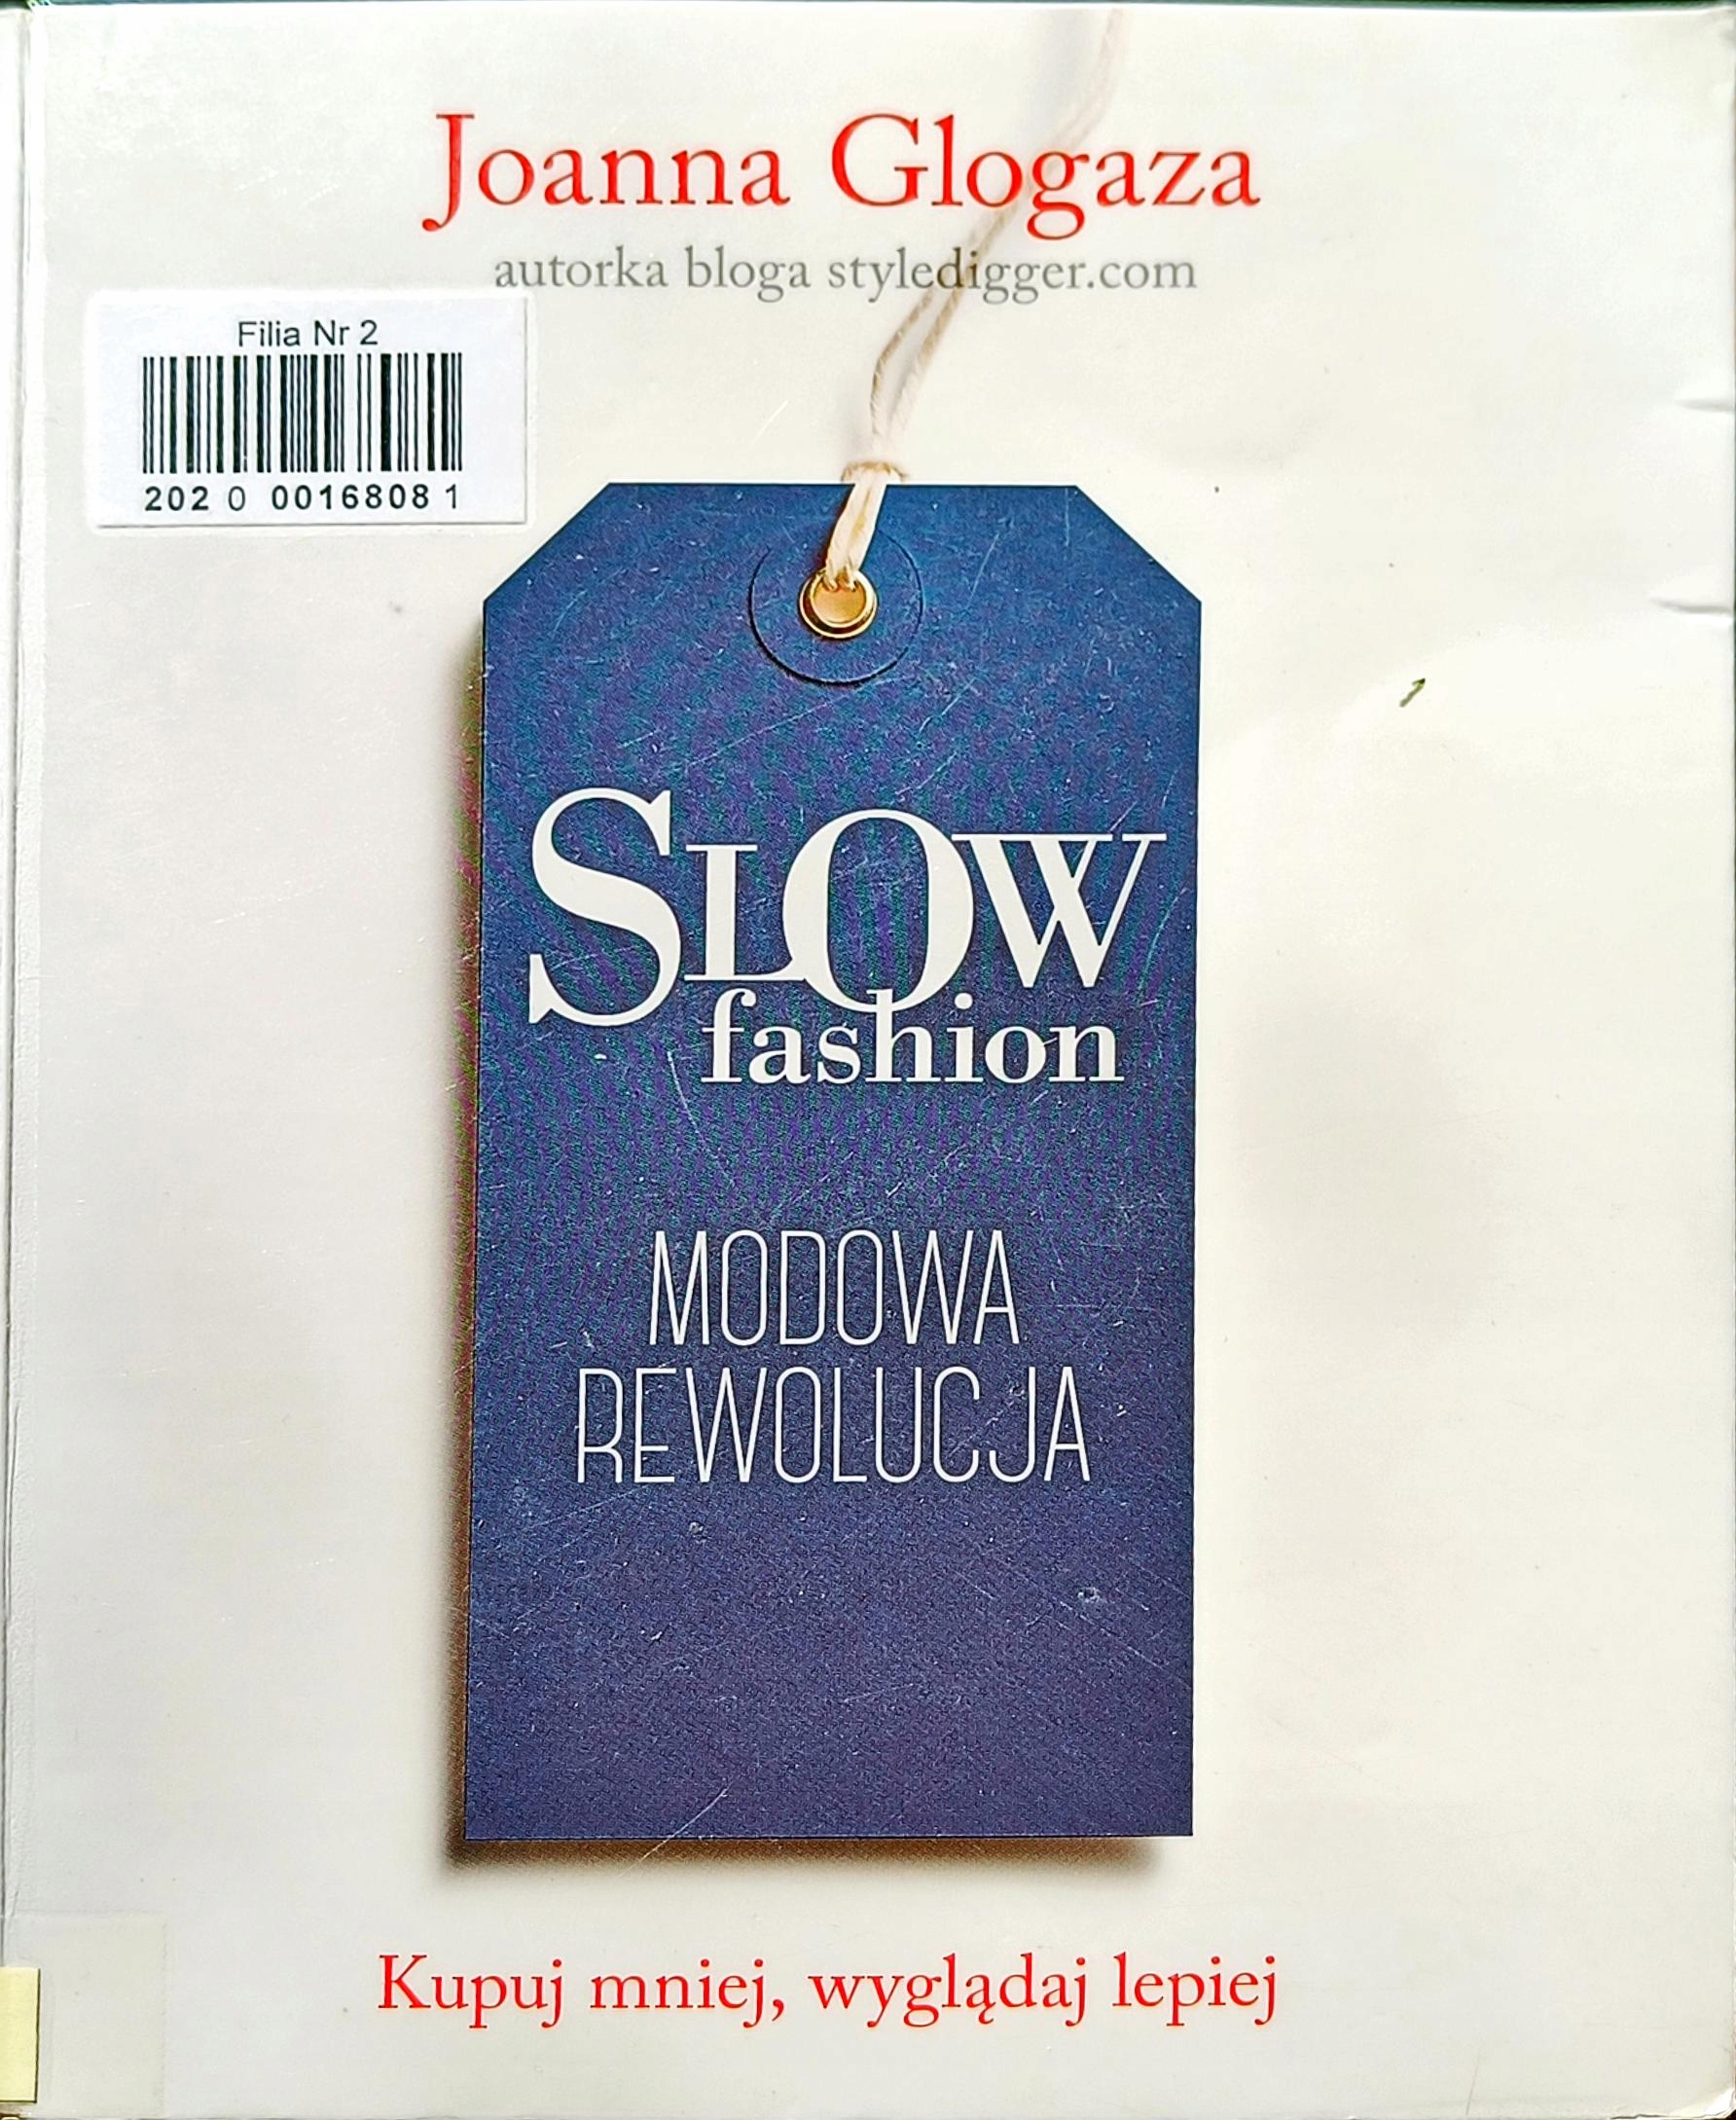 Joanna Glogaza
autorka bloga styledigger.com
Filia Nr 2
202 0 0016808 1
SLOW
fashion
MODOWA
REWOLUCJA
Kupuj mniej, wyglądaj lepiej